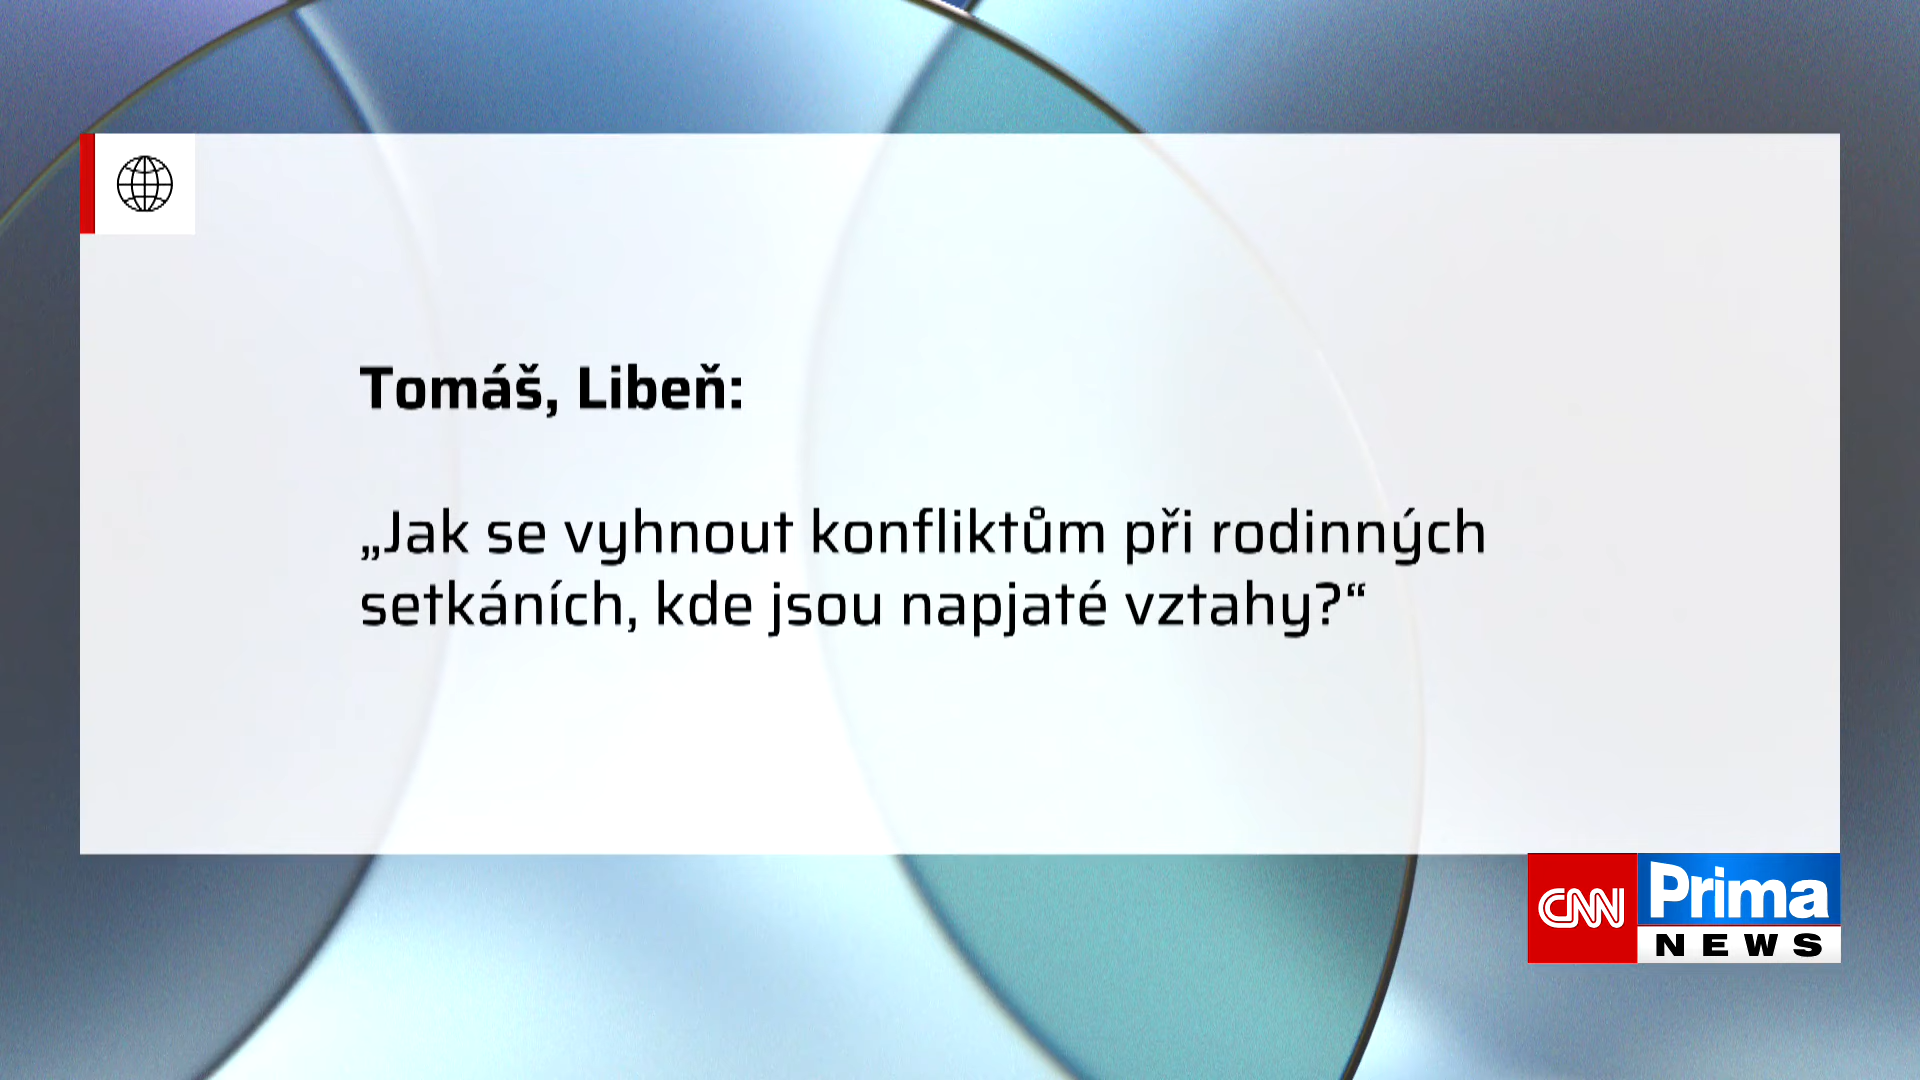 Tomáš, Libeň:
„Jak se vyhnout konfliktům při rodinných
setkáních, kde jsou napjaté vztahy?“
CNN Prima
NEWS